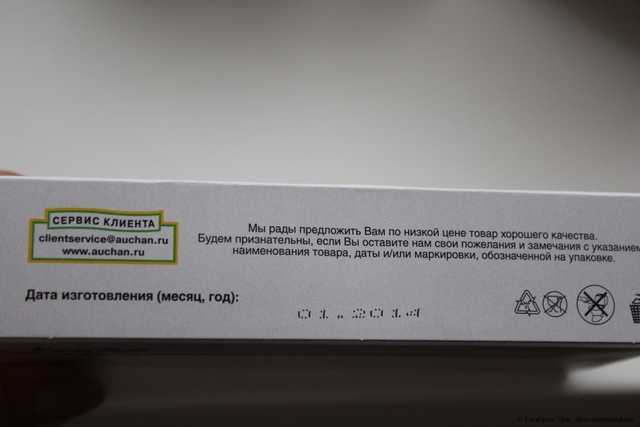 СЕРВИС КЛИЕНТА
clientservice@auchan.ru
www.auchan.ru
Мы рады предложить Вам по низкой цене товар хорошего качества.
Будем признательны, если Вы оставите нам свои пожелания и замечания с указанием
наименования товара, даты и/или маркировки, обозначенной на упаковке.
Дата изготовления (месяц, год):
01.2014